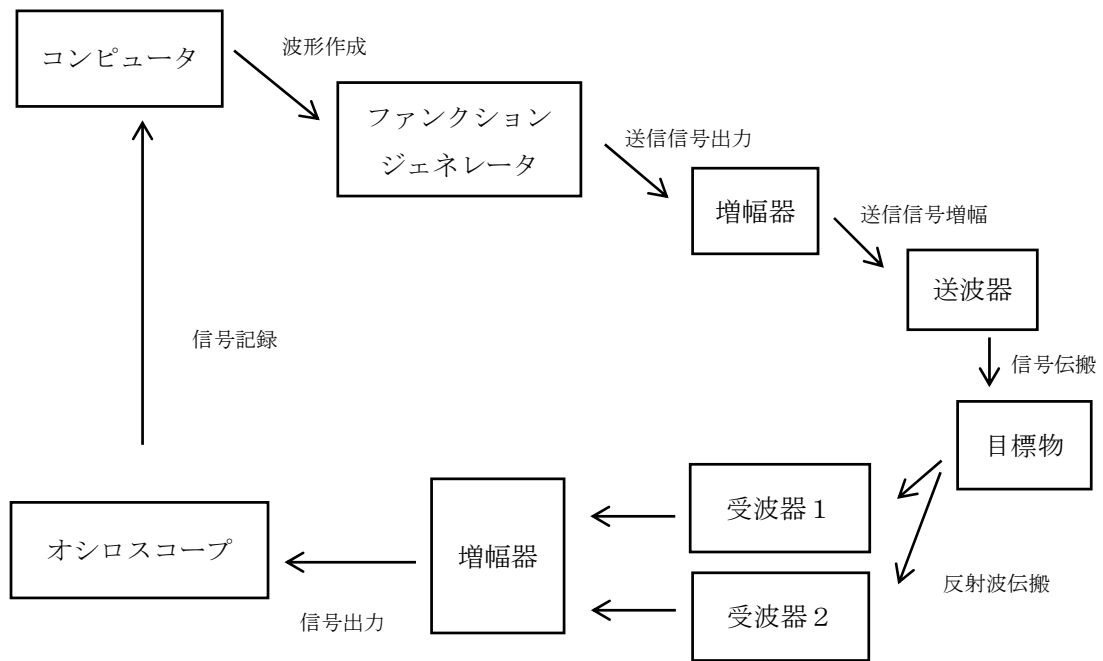 コンピュータ
波形作成
ファンクション
ジェネレータ
送信信号出力
増幅器
送信信号増幅
送波器
信号伝搬
目標物
反射波伝搬
受波器１
受波器２
増幅器
信号出力
オシロスコープ
信号記録